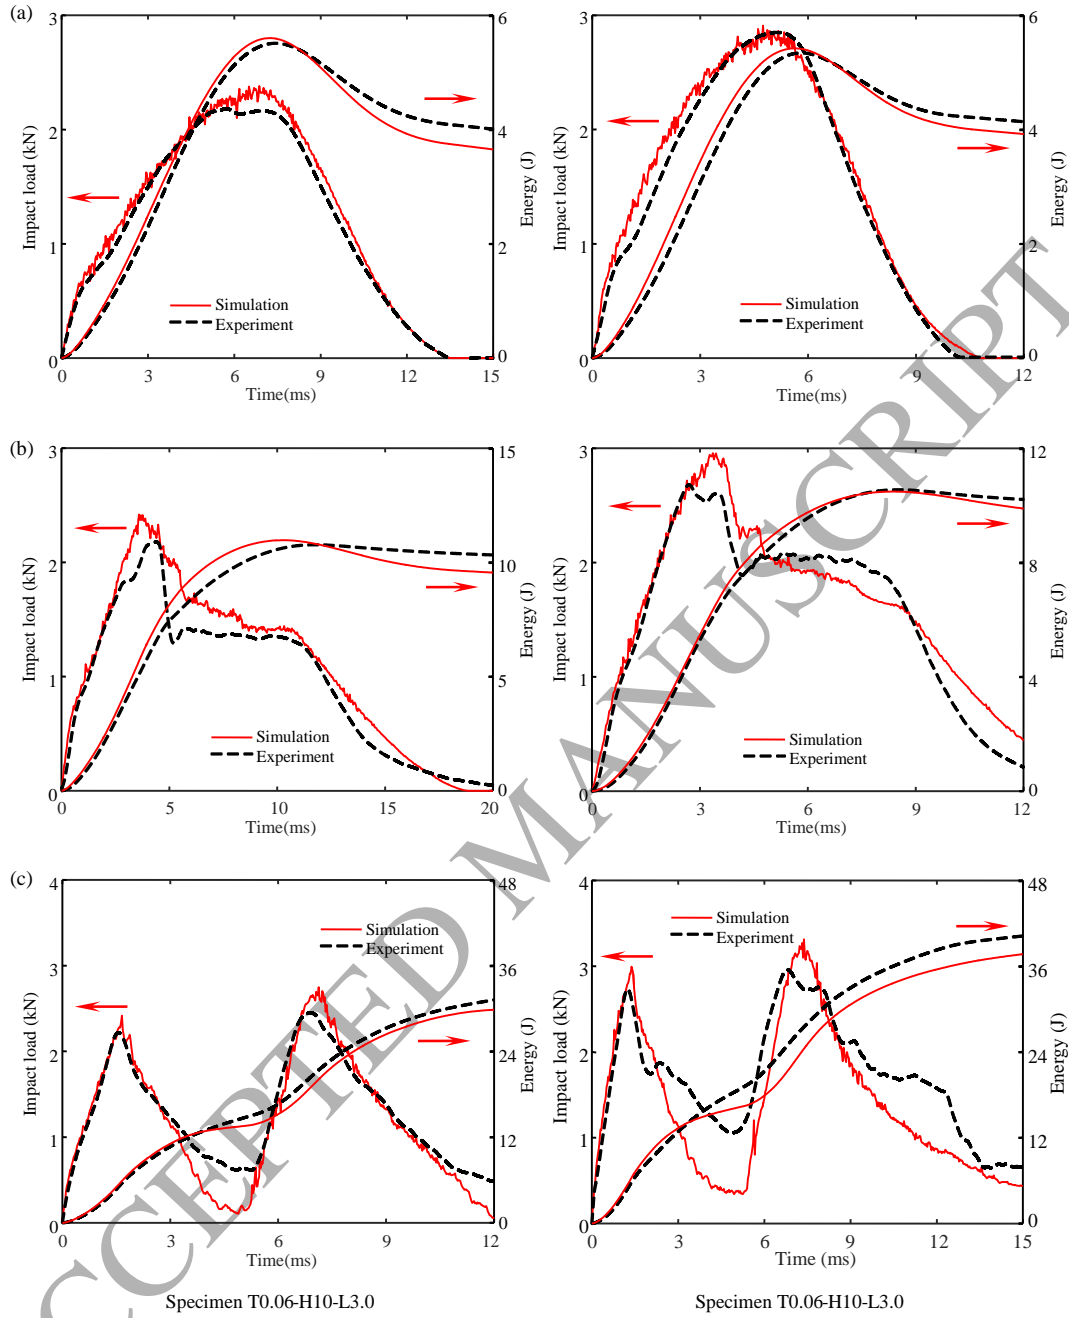 (a)
3
2
1
0
Impact load (kN)
6
4
2
0
Energy (J)
Simulation
Experiment
0 3 6 9 12 15
Time(ms)
3
2
1
0
Impact load (kN)
6
4
2
0
Energy (J)
Simulation
Experiment
0 3 6 9 12
Time(ms)
(b)
3
2
1
0
Impact load (kN)
15
10
5
0
Energy (J)
Simulation
Experiment
0 5 10 15 20
Time(ms)
3
2
1
0
Impact load (kN)
12
8
4
0
Energy (J)
Simulation
Experiment
0 3 6 9 12
Time(ms)
(c)
4
3
2
1
0
Impact load (kN)
48
36
24
12
0
Energy (J)
Simulation
Experiment
0 3 6 9 12
Time(ms)
Specimen T0.06-H10-L3.0
4
3
2
1
0
Impact load (kN)
48
36
24
12
0
Energy (J)
Simulation
Experiment
0 3 6 9 12 15
Time (ms)
Specimen T0.06-H10-L3.0
CCEPTED MANUSCRIPT